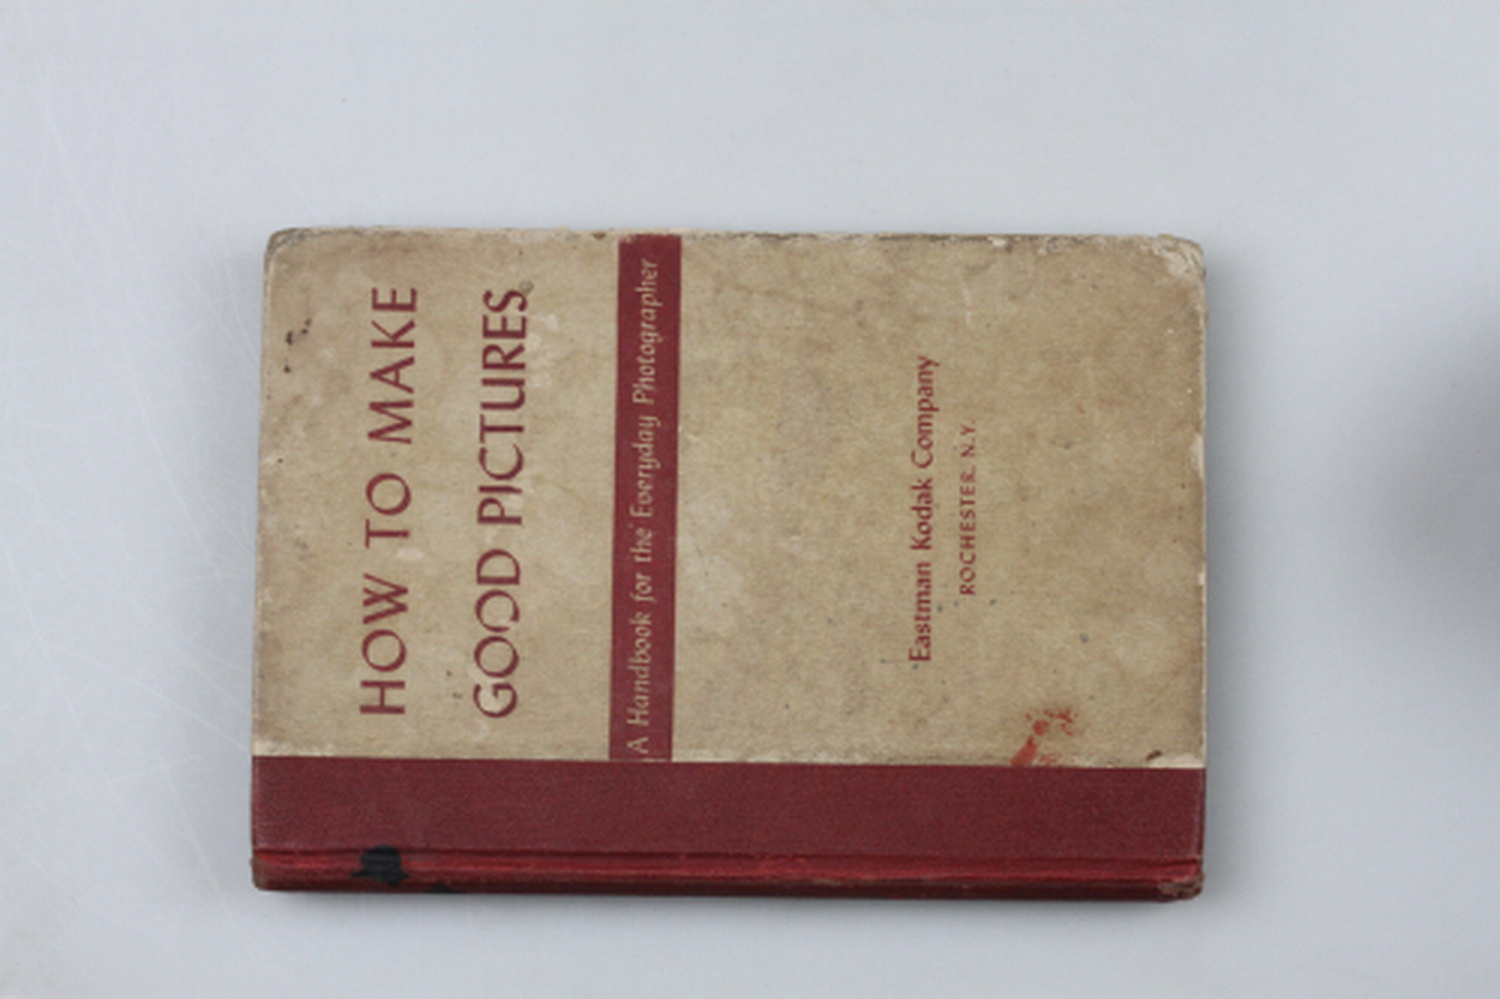 HOW TO MAKE
GOOD PICTURES
A Handbook for the Everyday Photographer
Eastman Kodak Company
ROCHESTER, N.Y.